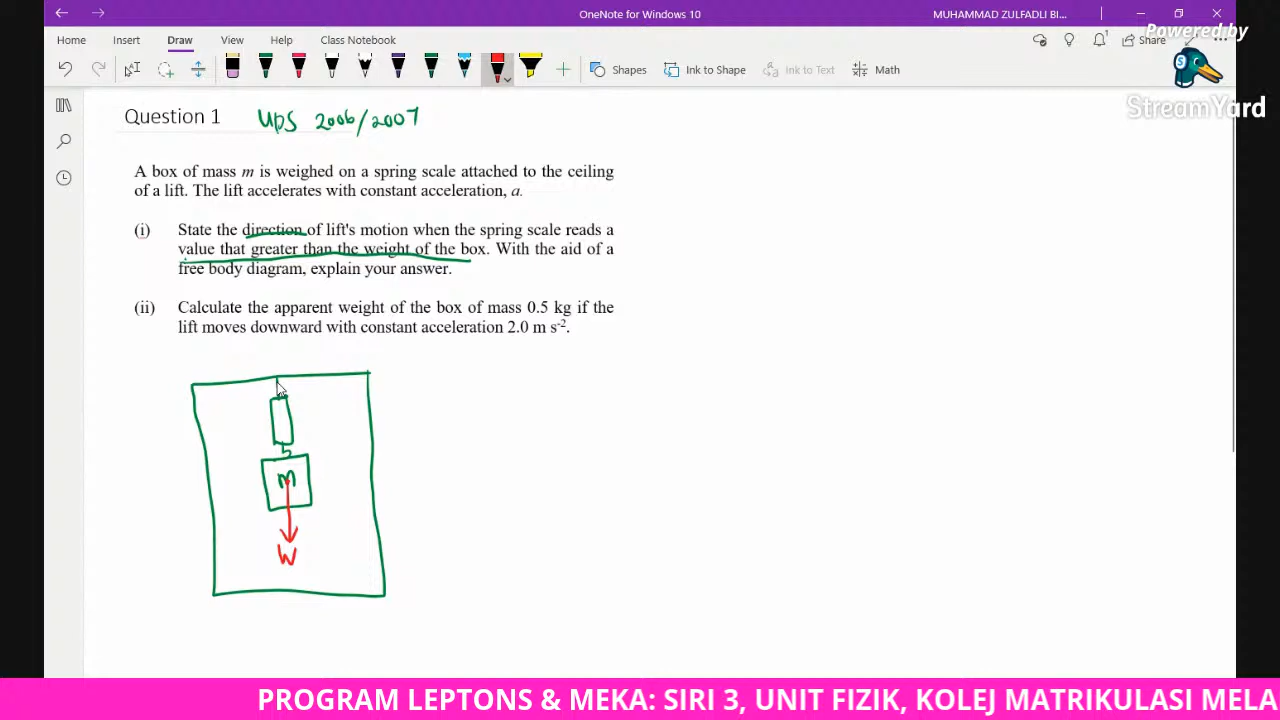 OneNote for Windows 10
MUHAMMAD ZULFADLI BI...
Powered by
Home Insert Draw View Help Class Notebook
Share
Shapes
Ink to Shape
Ink to Text
Math
StreamYard
Question 1 UPS 2006/2007
A box of mass m is weighed on a spring scale attached to the ceiling
of a lift. The lift accelerates with constant acceleration, a.
(i) State the direction of lift's motion when the spring scale reads a
value that greater than the weight of the box. With the aid of a
free body diagram, explain your answer.
(ii) Calculate the apparent weight of the box of mass 0.5 kg if the
lift moves downward with constant acceleration 2.0 m s⁻².
m
W
PROGRAM LEPTONS & MEKA: SIRI 3, UNIT FIZIK, KOLEJ MATRIKULASI MELA